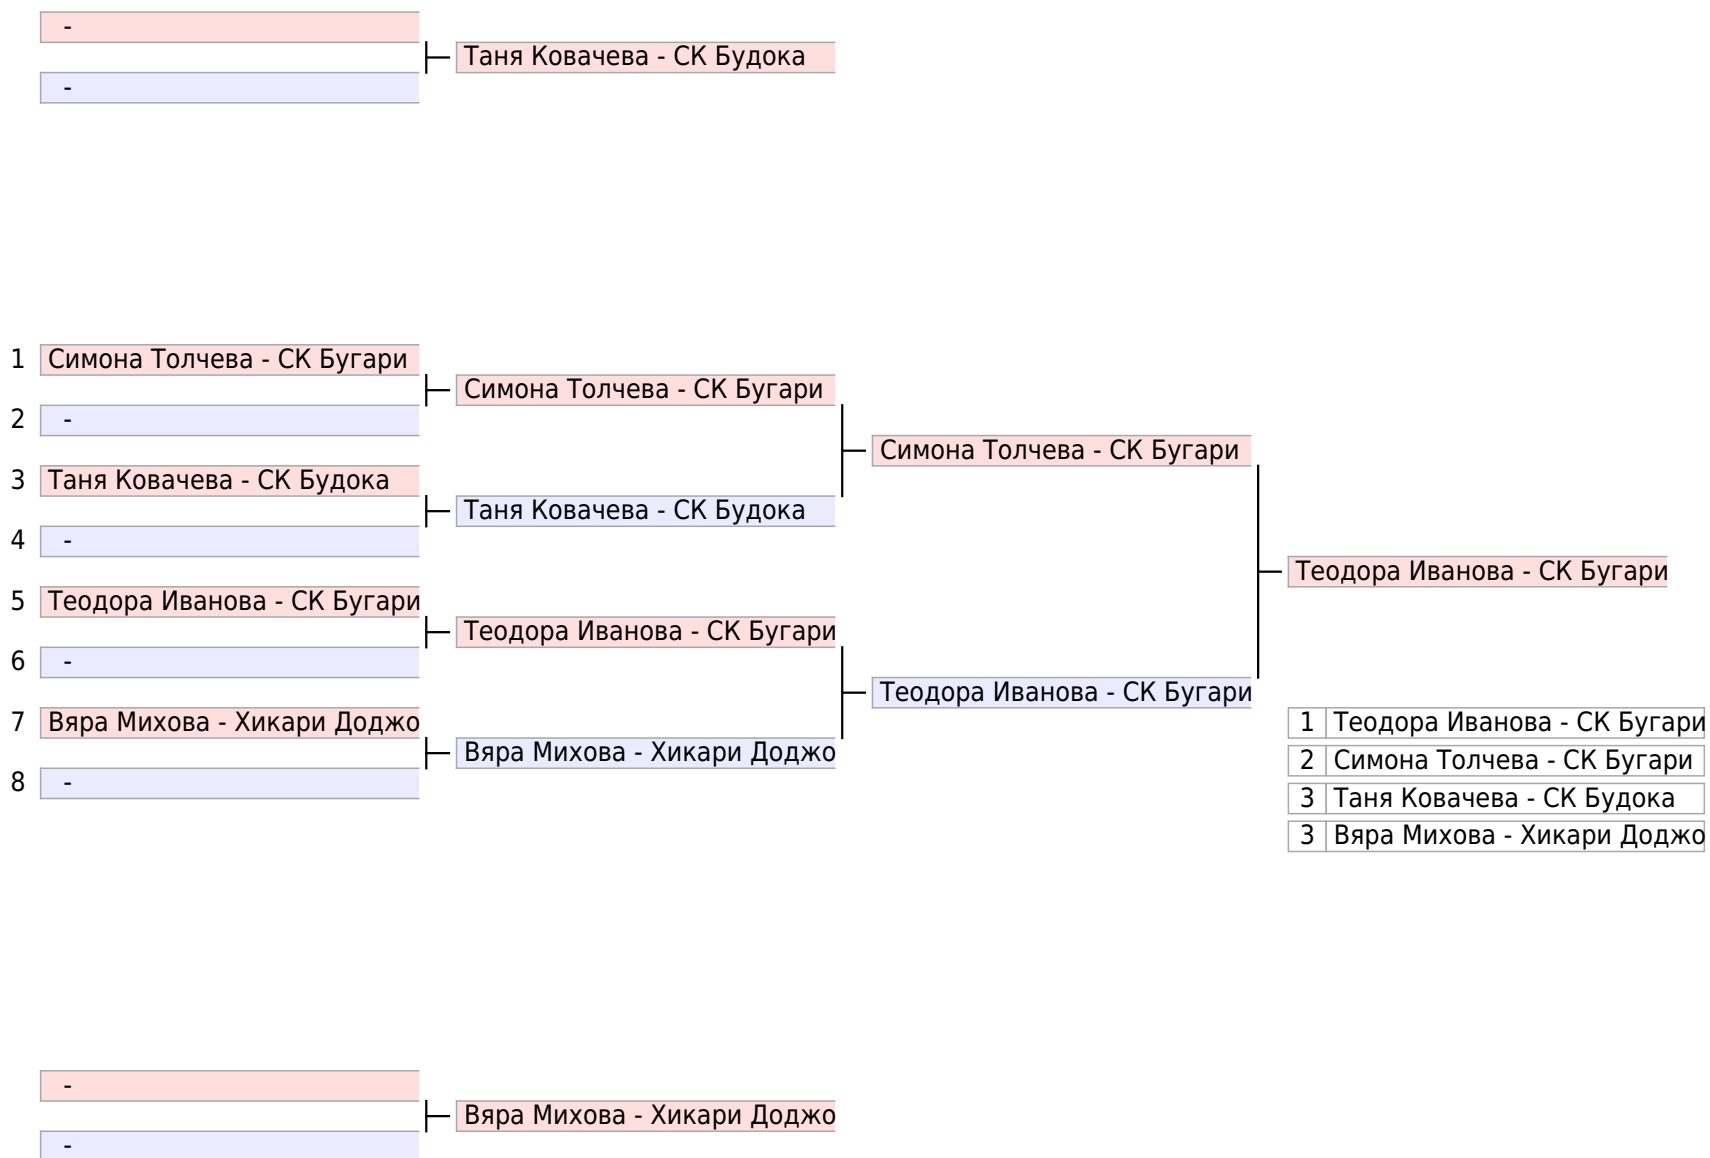 -
Таня Ковачева - СК Будока
-
1 Симона Толчева - СК Бугари
Симона Толчева - СК Бугари
2 -
Симона Толчева - СК Бугари
3 Таня Ковачева - СК Будока
Таня Ковачева - СК Будока
4 -
Теодора Иванова - СК Бугари
5 Теодора Иванова - СК Бугари
Теодора Иванова - СК Бугари
6 -
Теодора Иванова - СК Бугари
7 Вяра Михова - Хикари Доджо
Вяра Михова - Хикари Доджо
8 -
1 Теодора Иванова - СК Бугари
2 Симона Толчева - СК Бугари
3 Таня Ковачева - СК Будока
3 Вяра Михова - Хикари Доджо
-
Вяра Михова - Хикари Доджо
-